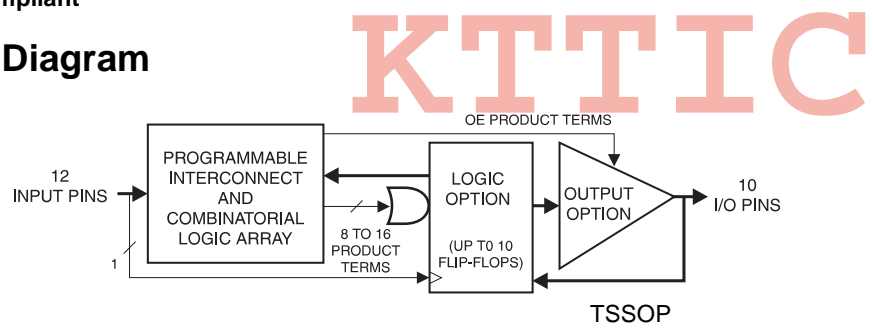 mpliant
Diagram
KTTIC
OE PRODUCT TERMS
12
INPUT PINS
PROGRAMMABLE
INTERCONNECT
AND
COMBINATORIAL
LOGIC ARRAY
1
8 TO 16
PRODUCT
TERMS
LOGIC
OPTION
(UP T0 10
FLIP-FLOPS)
OUTPUT
OPTION
10
I/O PINS
TSSOP